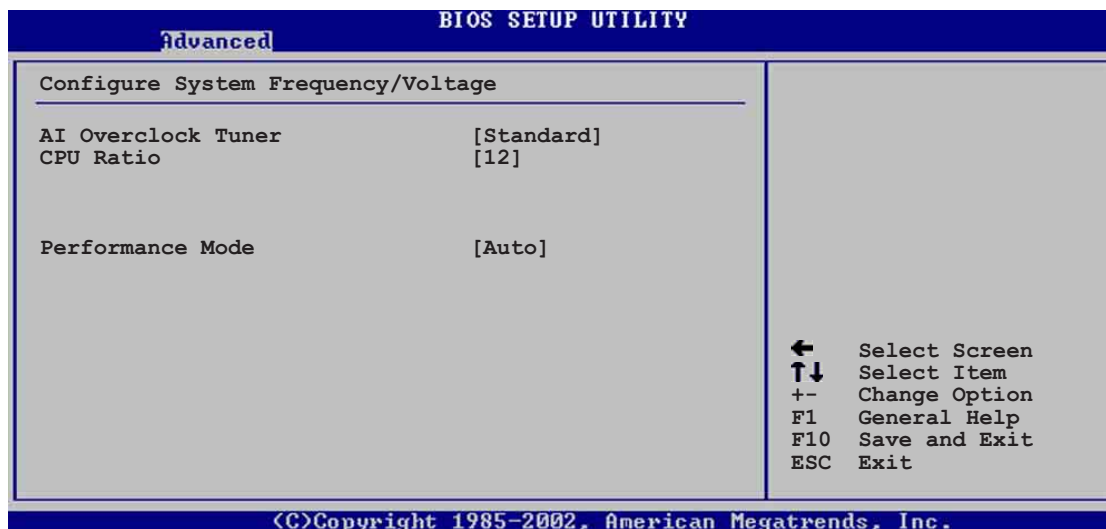 BIOS SETUP UTILITY
Advanced
Configure System Frequency/Voltage
AI Overclock Tuner [Standard]
CPU Ratio [12]
Performance Mode [Auto]
← Select Screen
↑↓ Select Item
+- Change Option
F1 General Help
F10 Save and Exit
ESC Exit
(C)Copyright 1985-2002, American Megatrends, Inc.